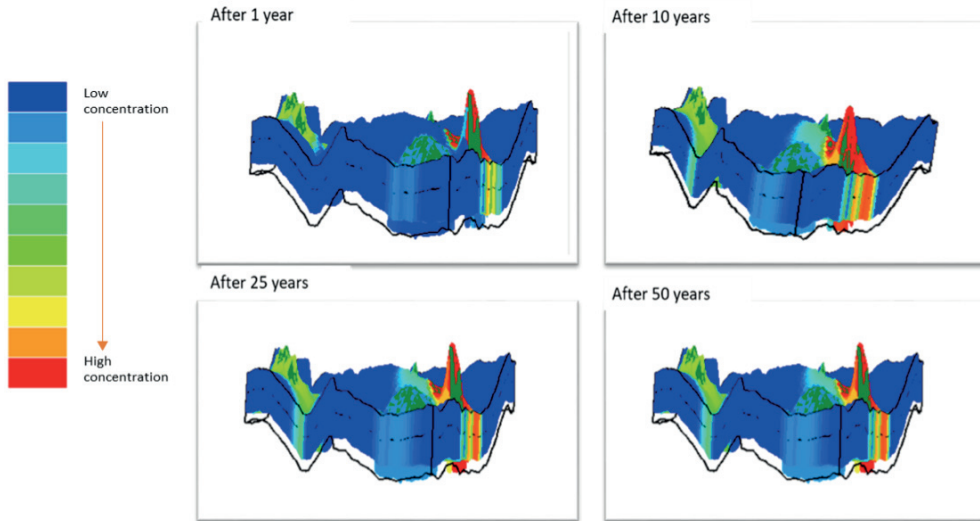 After 1 year
After 10 years
Low
concentration
After 25 years
After 50 years
High
concentration